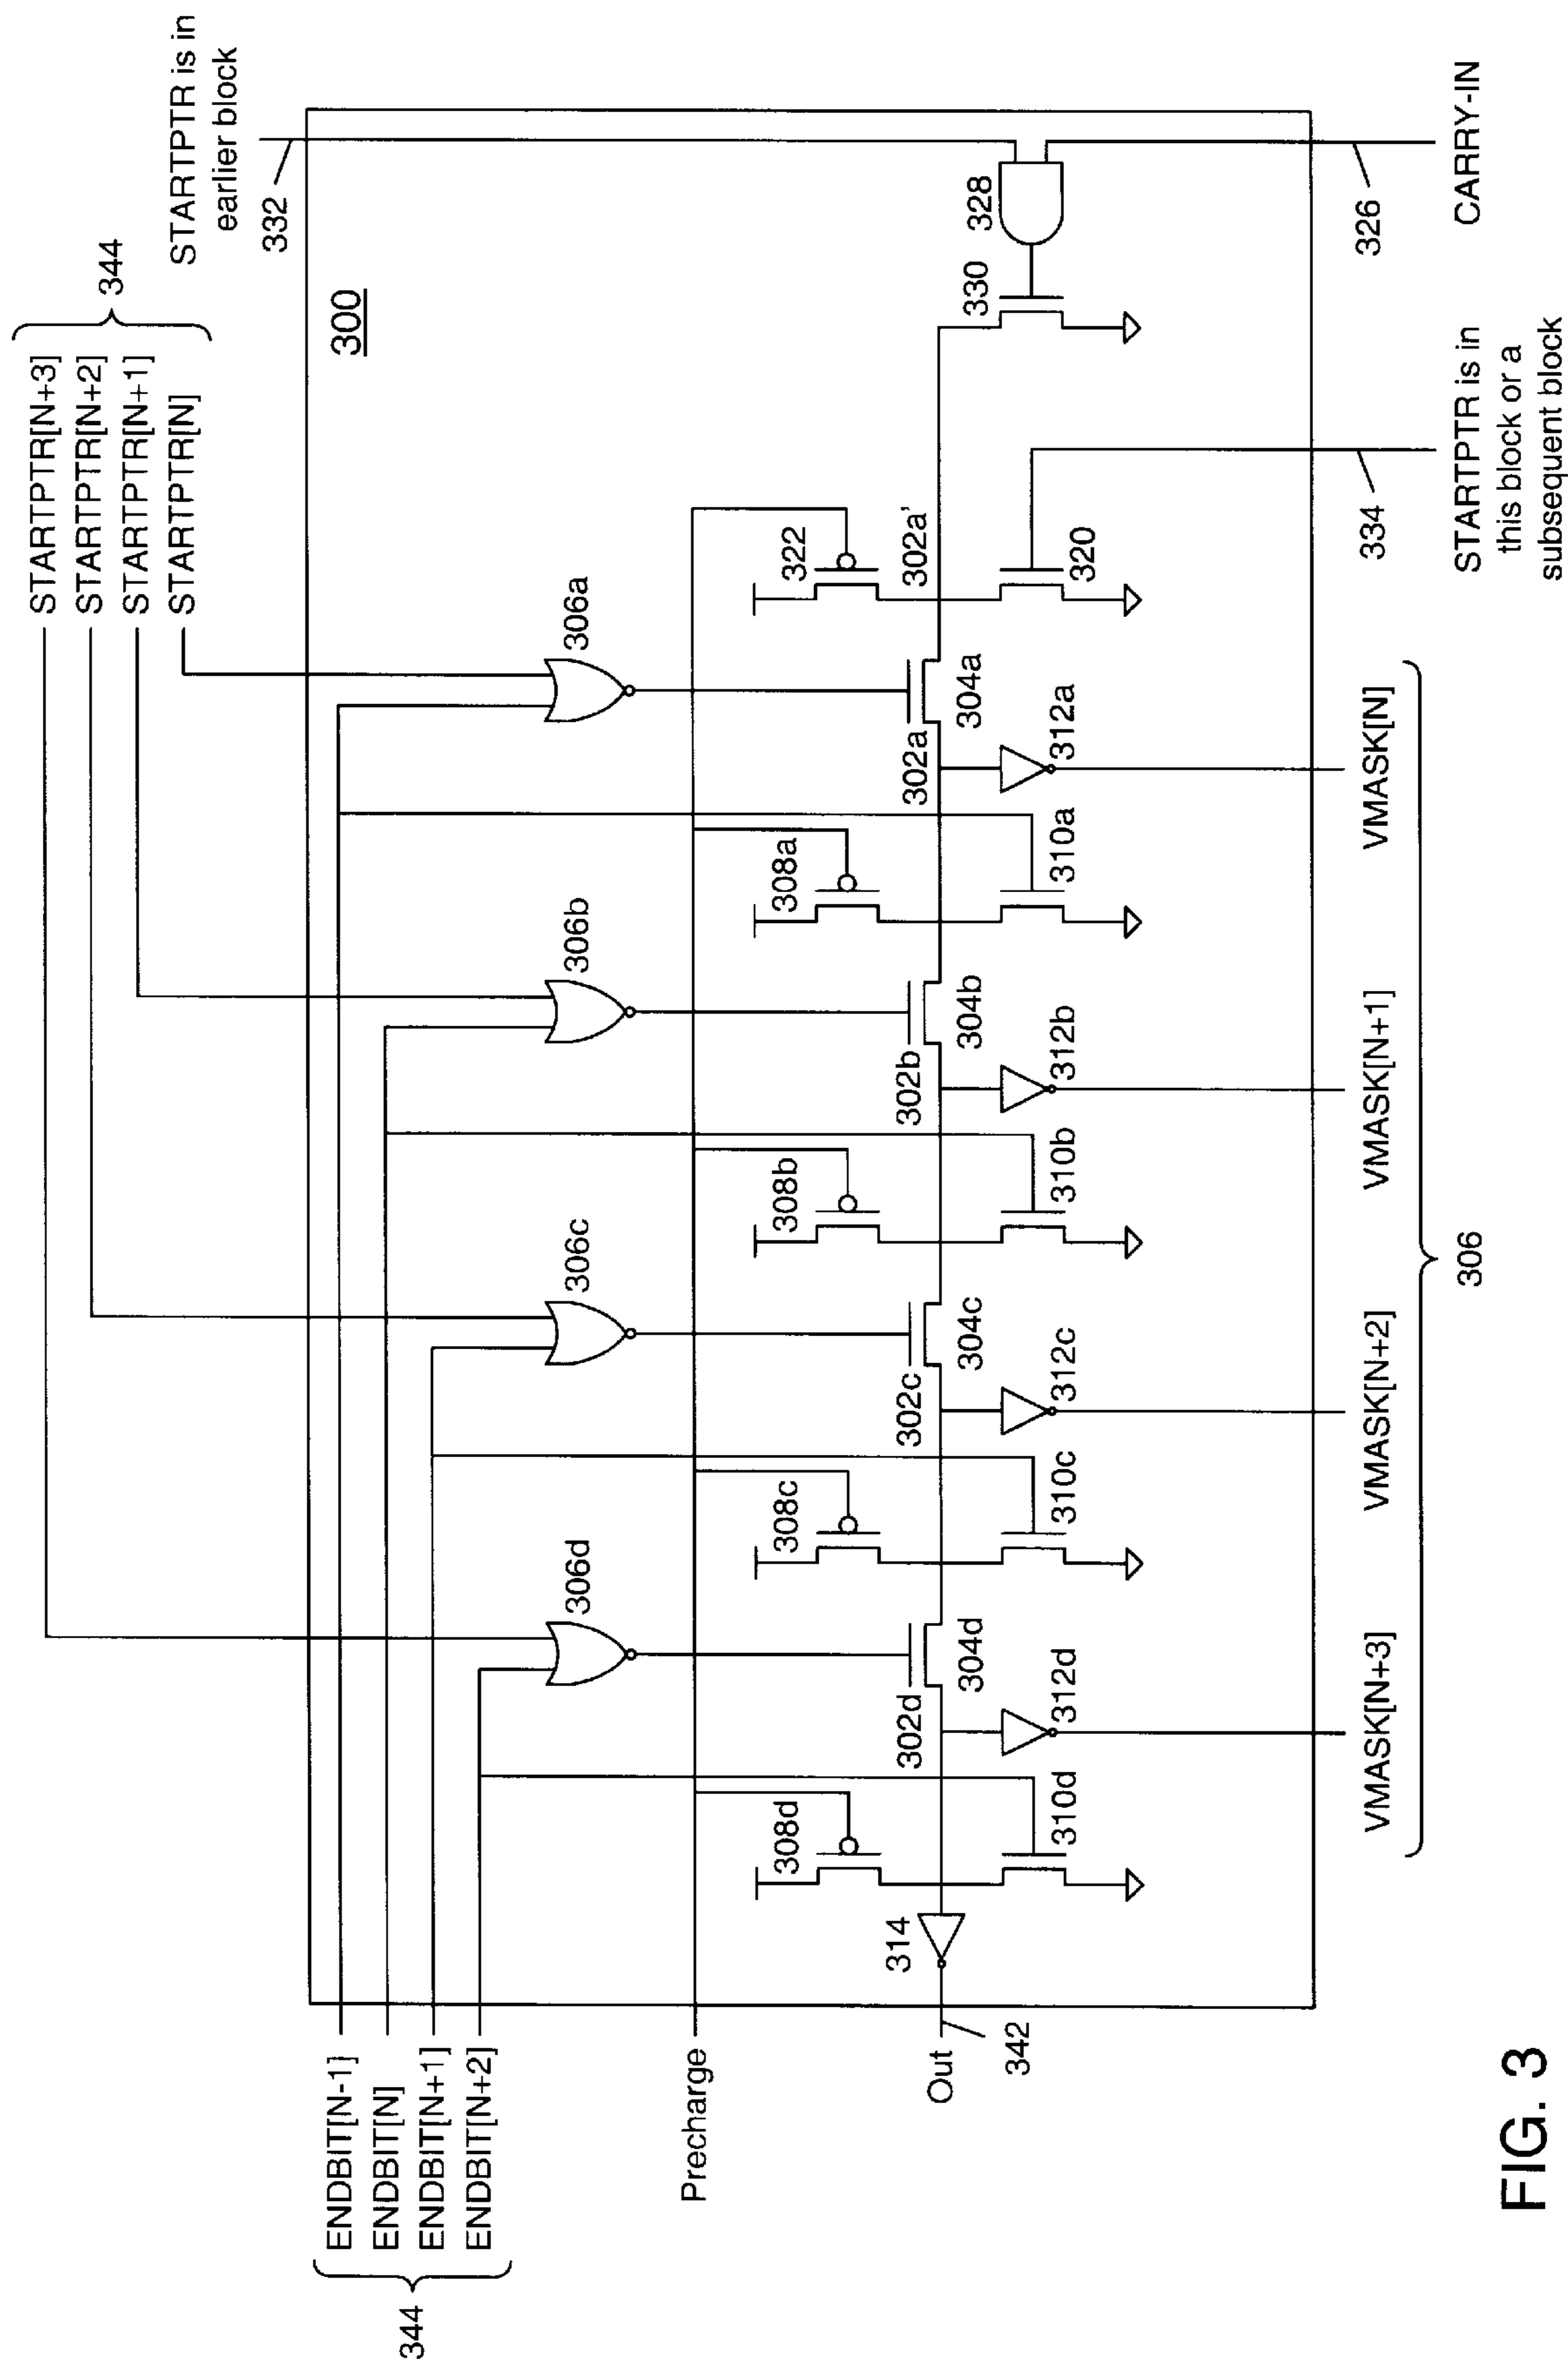 STARTPTR[N+3]
STARTPTR[N+2]
STARTPTR[N+1]
STARTPTR[N]
344
STARTPTR is in
earlier block
332
300
ENDBIT[N-1]
ENDBIT[N]
ENDBIT[N+1]
ENDBIT[N+2]
344
306d
306c
306b
306a
Precharge
308d
308c
308b
308a
322
302d
302c
302b
302a
302a'
304d
304c
304b
304a
330
328
314
Out
342
310d
312d
310c
312c
310b
312b
310a
312a
320
VMASK[N+3]
VMASK[N+2]
VMASK[N+1]
VMASK[N]
306
334
STARTPTR is in
this block or a
subsequent block
326
CARRY-IN
FIG. 3